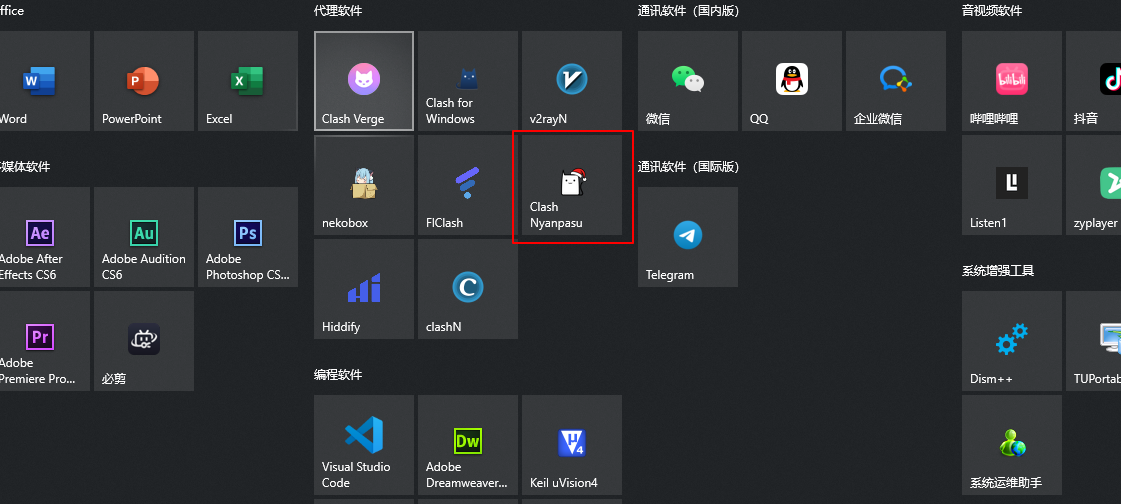 ffice
Word
PowerPoint
Excel
媒体软件
Ae
Adobe After
Effects CS6
Au
Adobe Audition
CS6
Ps
Adobe
Photoshop CS...
Pr
Adobe
Premiere Pro...
必剪
代理软件
Clash Verge
Clash for
Windows
v2rayN
nekobox
FlClash
Clash
Nyanpasu
Hiddify
clashN
编程软件
Visual Studio
Code
Dw
Adobe
Dreamweaver...
Keil uVision4
通讯软件（国内版）
微信
QQ
企业微信
通讯软件（国际版）
Telegram
音视频软件
bilibili
哔哩哔哩
抖音
Listen1
zyplayer
系统增强工具
Dism++
TUPortab
系统运维助手